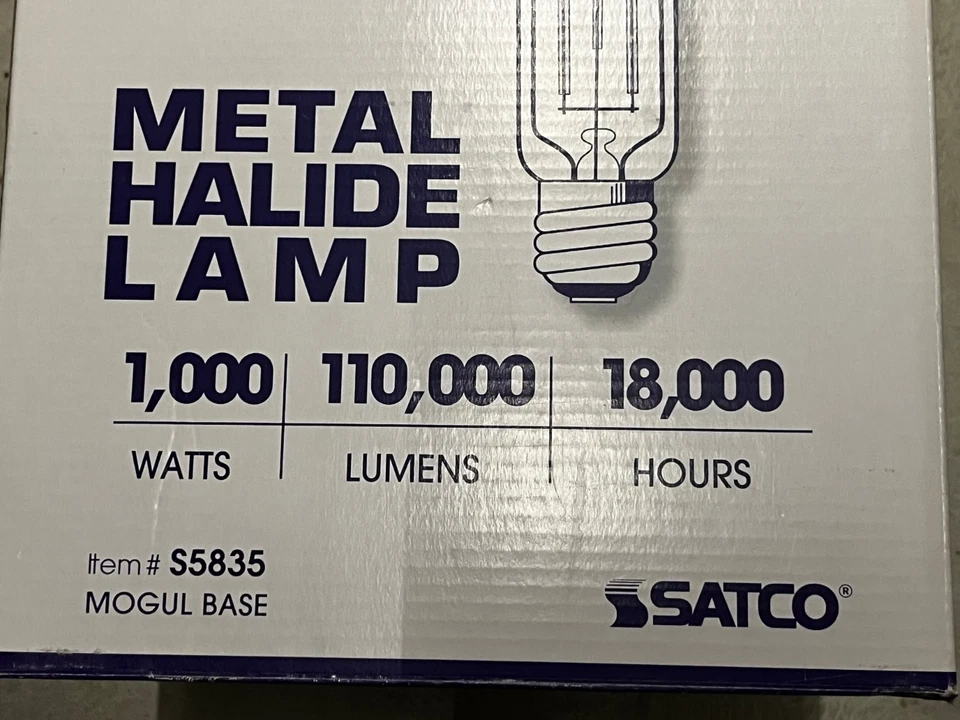 METAL
HALIDE
LAMP
1,000 110,000 18,000
WATTS LUMENS HOURS
Item # S5835
MOGUL BASE
SATCO®